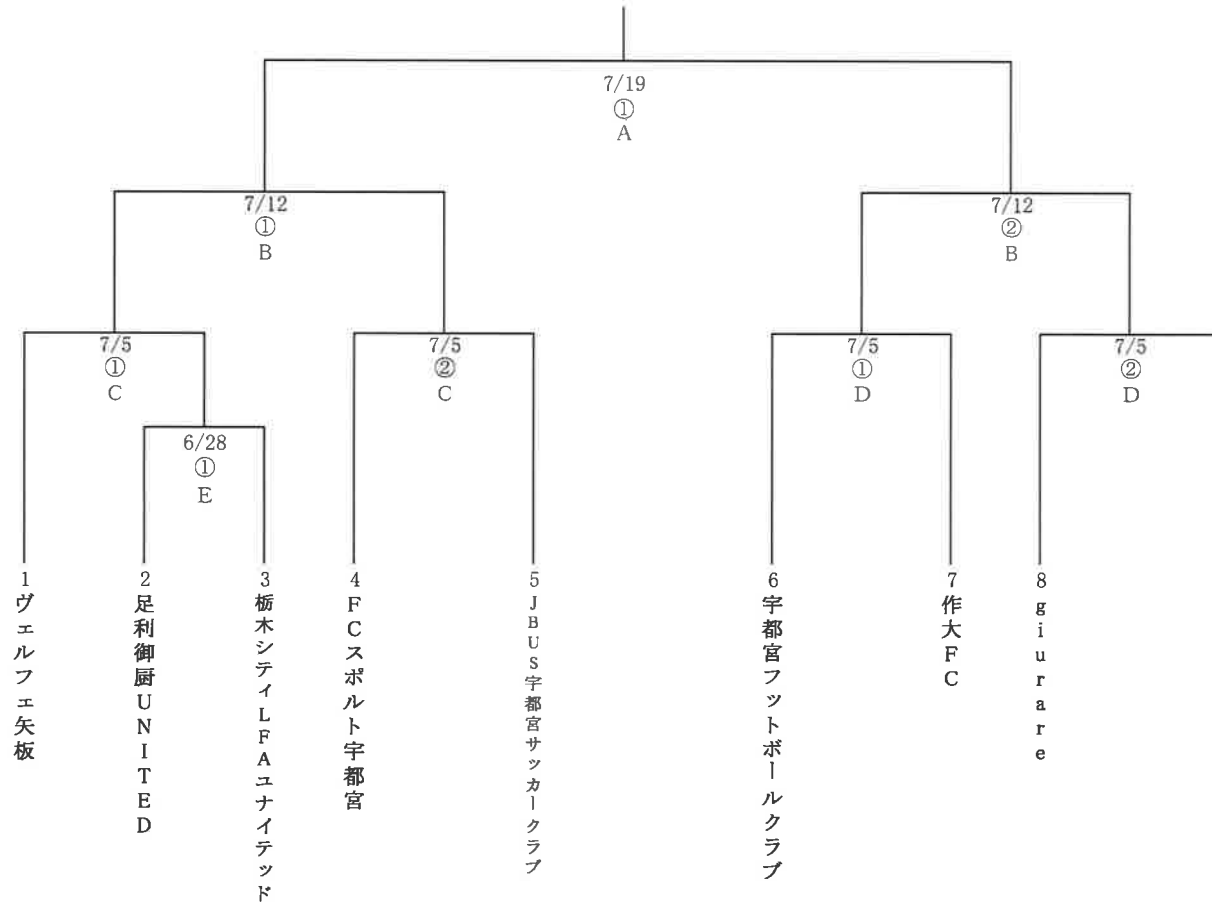 7/19
①
A
7/12
①
B
7/12
②
B
7/5
①
C
7/5
②
C
7/5
①
D
7/5
②
D
6/28
①
E
1
ヴェルフェ矢板
2
足利御厨UNITED
3
栃木シティLFAユナイテッド
4
FCスポルト宇都宮
5
JBUS宇都宮サッカークラブ
6
宇都宮フットボールクラブ
7
作大FC
8
giurare